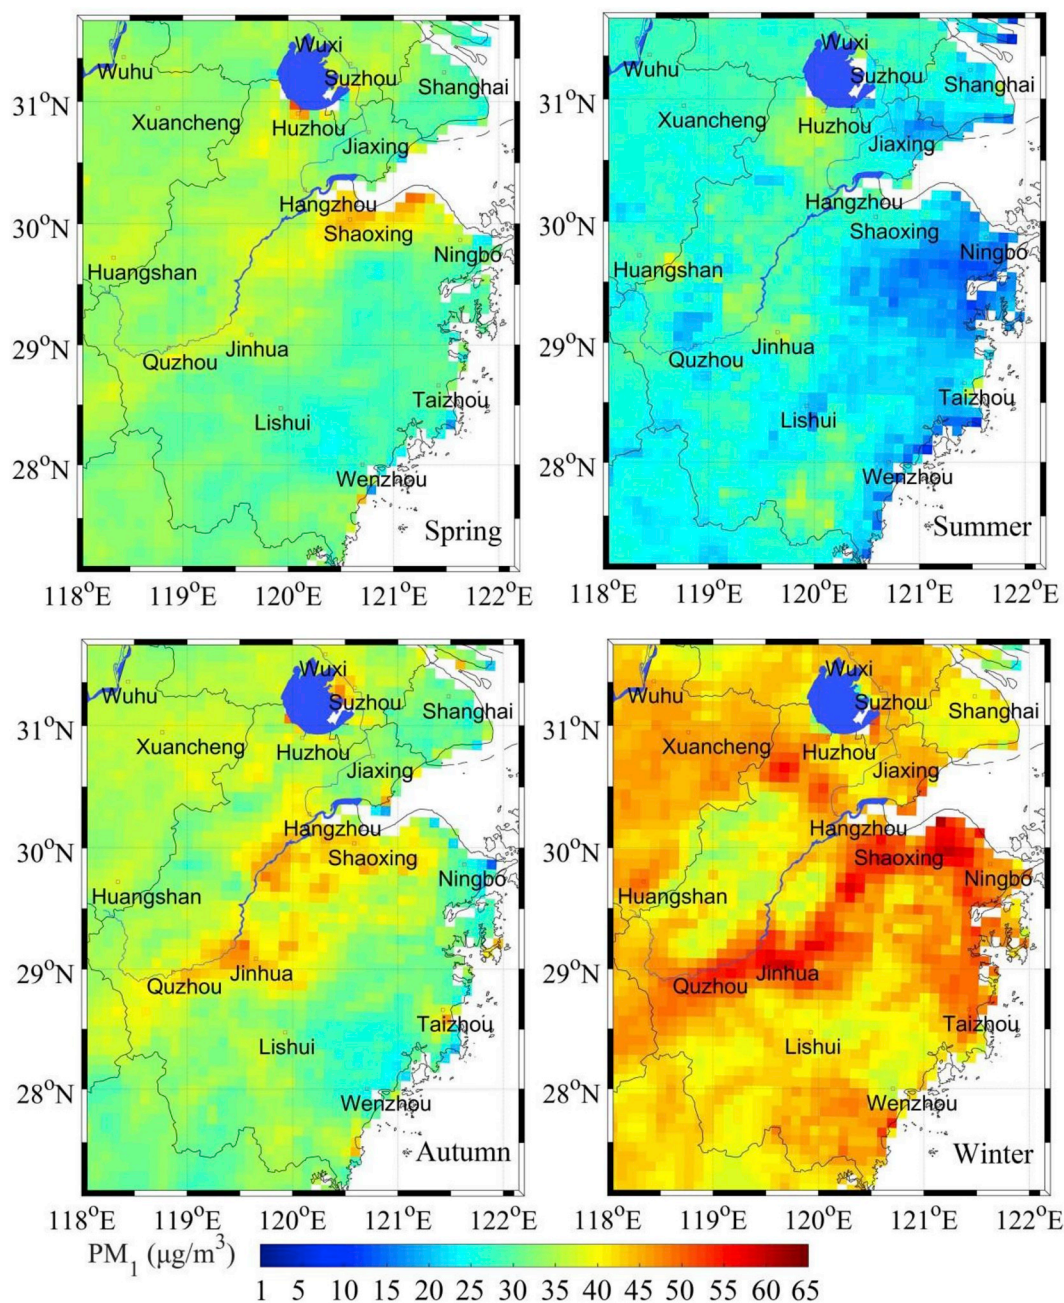 Wuxi
Wuhu
Suzhou
Shanghai
31°N
Xuancheng
Huzhou
Jiaxing
Hangzhou
30°N
Shaoxing
Ningbo
Huangshan
29°N
Quzhou
Jinhua
Taizhou
Lishui
28°N
Wenzhou
Spring
118°E 119°E 120°E 121°E 122°E
Wuxi
Wuhu
Suzhou
Shanghai
31°N
Xuancheng
Huzhou
Jiaxing
Hangzhou
30°N
Shaoxing
Ningbo
Huangshan
29°N
Quzhou
Jinhua
Taizhou
Lishui
28°N
Wenzhou
Summer
118°E 119°E 120°E 121°E 122°E
Wuxi
Wuhu
Suzhou
Shanghai
31°N
Xuancheng
Huzhou
Jiaxing
Hangzhou
30°N
Shaoxing
Ningbo
Huangshan
29°N
Quzhou
Jinhua
Taizhou
Lishui
28°N
Wenzhou
Autumn
118°E 119°E 120°E 121°E 122°E
Wuxi
Wuhu
Suzhou
Shanghai
31°N
Xuancheng
Huzhou
Jiaxing
Hangzhou
30°N
Shaoxing
Ningbo
Huangshan
29°N
Quzhou
Jinhua
Taizhou
Lishui
28°N
Wenzhou
Winter
118°E 119°E 120°E 121°E 122°E
PM₁ (µg/m³)
1 5 10 15 20 25 30 35 40 45 50 55 60 65